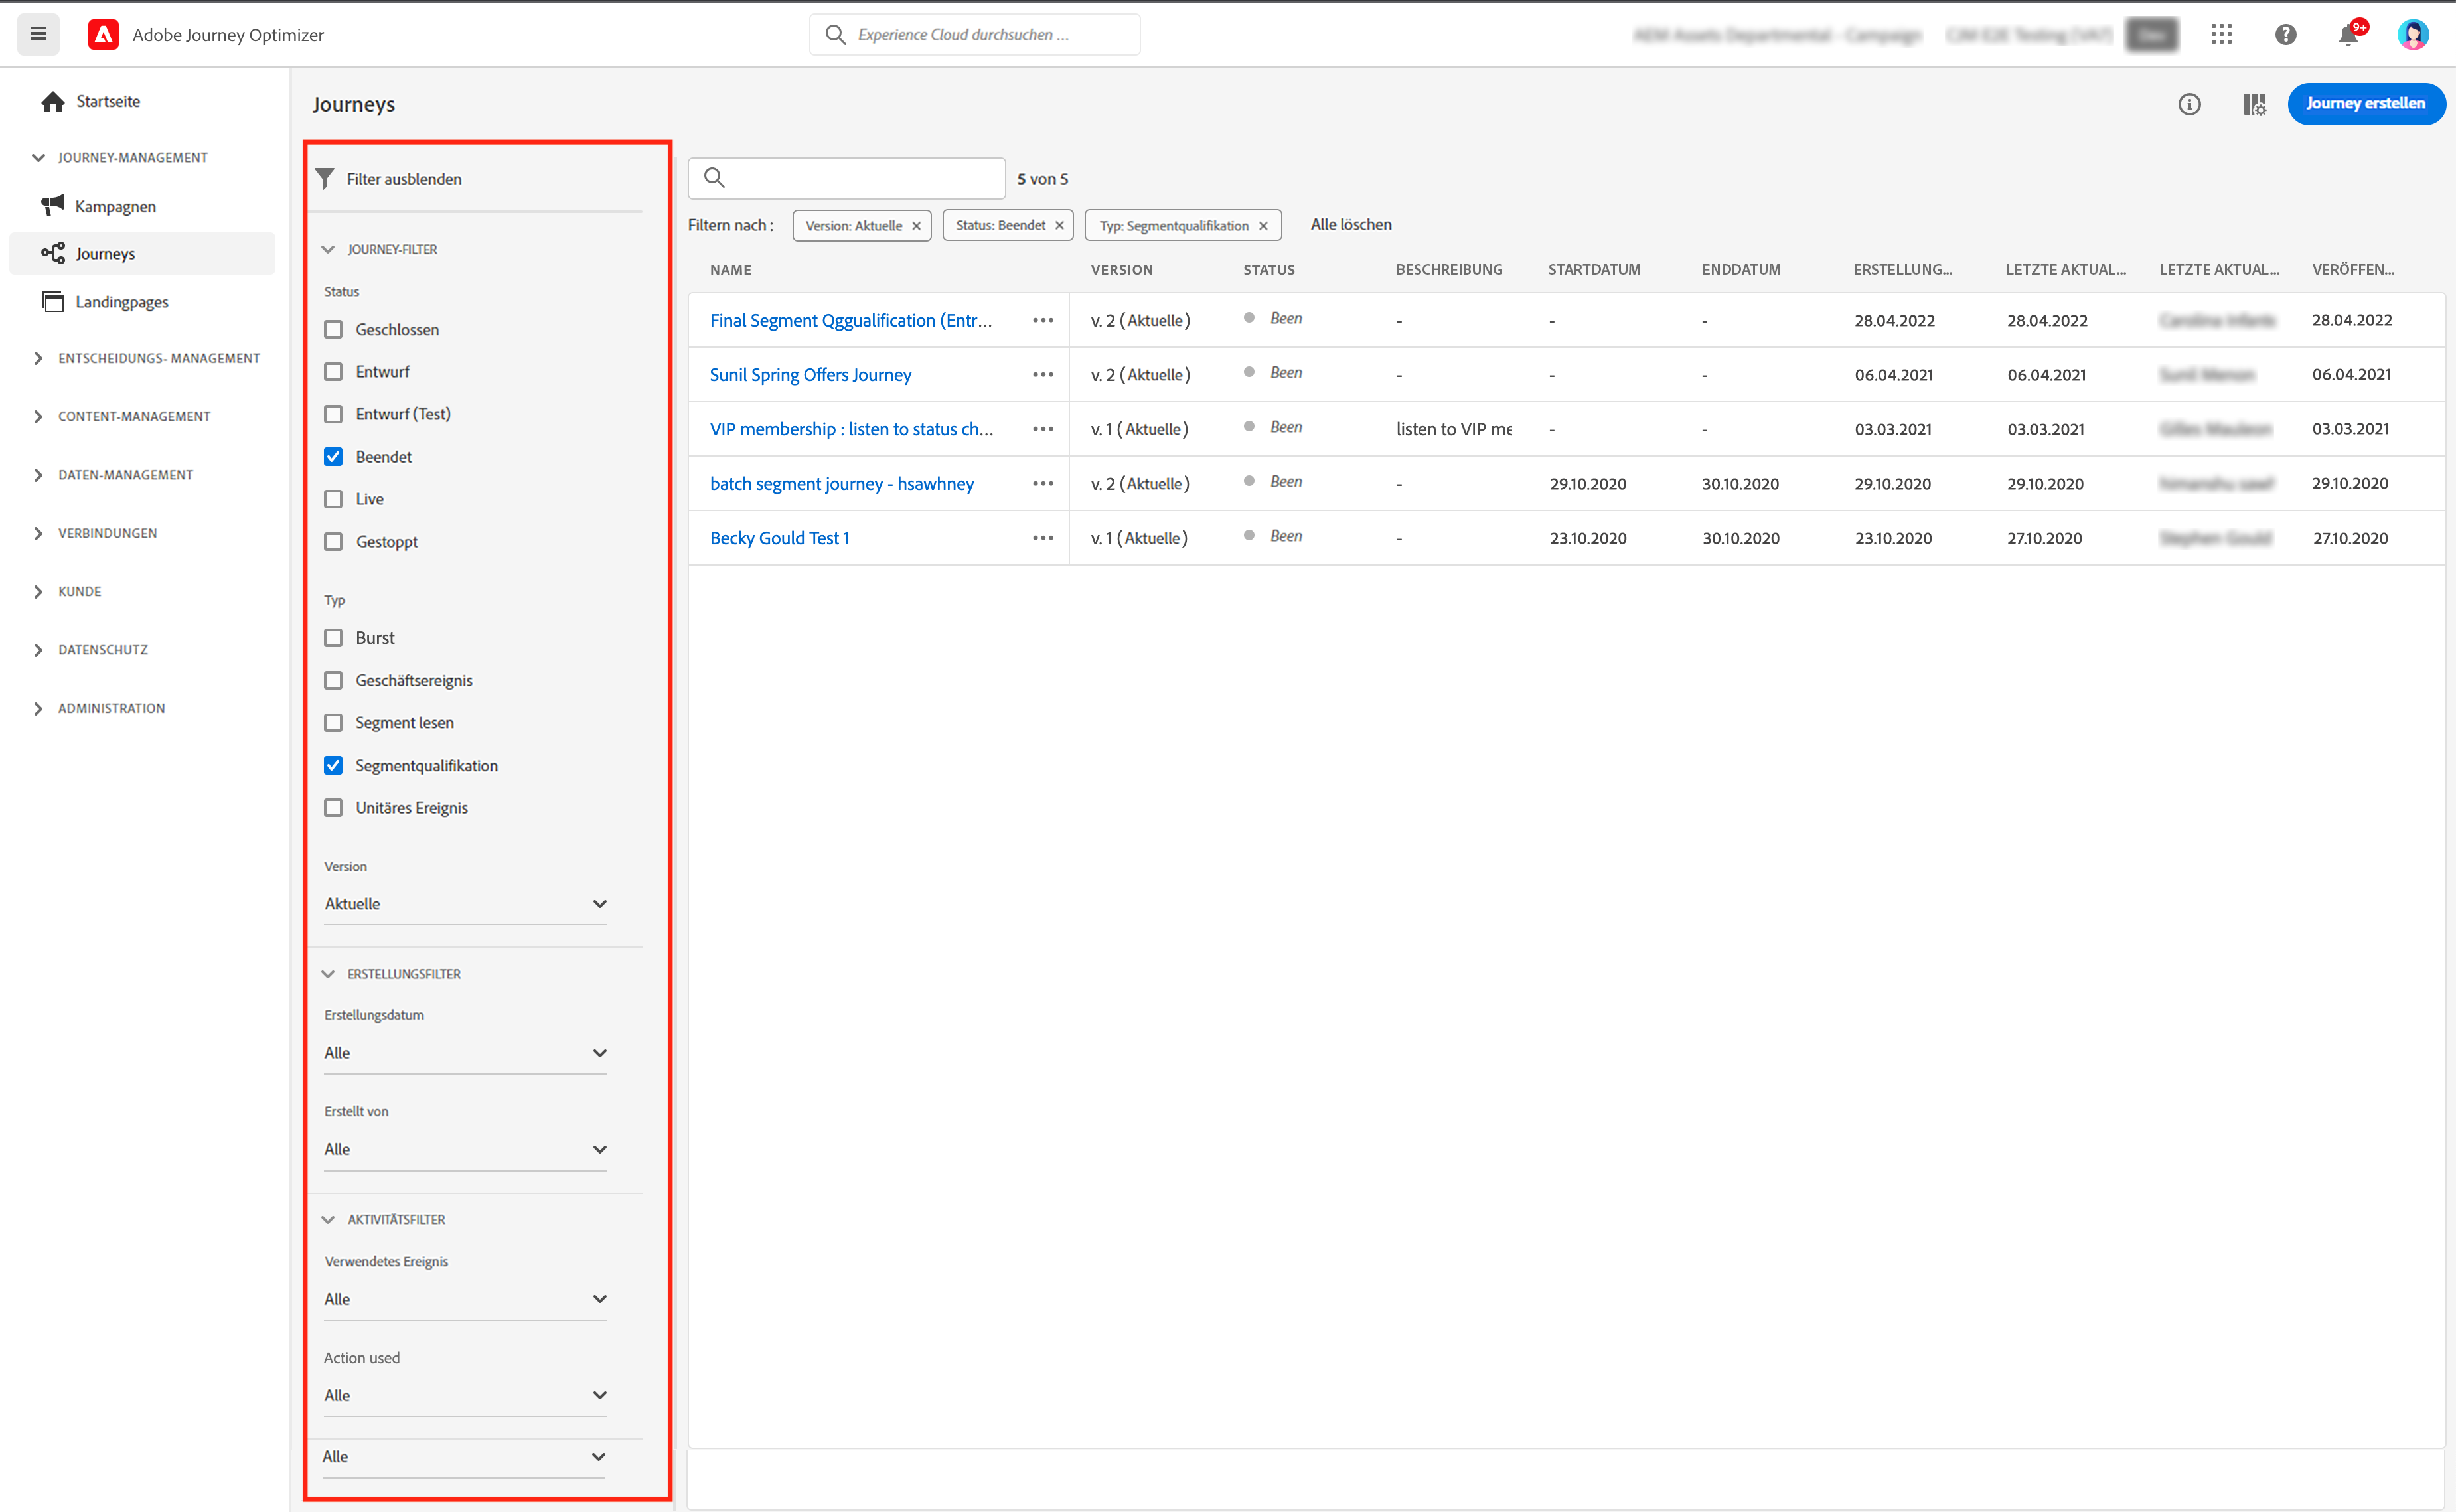 Adobe Journey Optimizer
Experience Cloud durchsuchen ...
9+
Startseite
JOURNEY-MANAGEMENT
Kampagnen
Journeys
Landingpages
ENTSCHEIDUNGS- MANAGEMENT
CONTENT-MANAGEMENT
DATEN-MANAGEMENT
VERBINDUNGEN
KUNDE
DATENSCHUTZ
ADMINISTRATION
Journeys
Journey erstellen
Filter ausblenden
JOURNEY-FILTER
Status
Geschlossen
Entwurf
Entwurf (Test)
Beendet
Live
Gestoppt
Typ
Burst
Geschäftsereignis
Segment lesen
Segmentqualifikation
Unitäres Ereignis
Version
Aktuelle
ERSTELLUNGSFILTER
Erstellungsdatum
Alle
Erstellt von
Alle
AKTIVITÄTSFILTER
Verwendetes Ereignis
Alle
Action used
Alle
Alle
5 von 5
Filtern nach : Version: Aktuelle Status: Beendet Typ: Segmentqualifikation Alle löschen
NAME VERSION STATUS BESCHREIBUNG STARTDATUM ENDDATUM ERSTELLUNG... LETZTE AKTUAL... LETZTE AKTUAL... VERÖFFEN...
Final Segment Qggualification (Entr... ••• v. 2 ( Aktuelle ) Been - - - 28.04.2022 28.04.2022 28.04.2022
Sunil Spring Offers Journey ••• v. 2 ( Aktuelle ) Been - - - 06.04.2021 06.04.2021 06.04.2021
VIP membership : listen to status ch... ••• v. 1 ( Aktuelle ) Been listen to VIP me - - 03.03.2021 03.03.2021 03.03.2021
batch segment journey - hsawhney ••• v. 2 ( Aktuelle ) Been - 29.10.2020 30.10.2020 29.10.2020 29.10.2020 29.10.2020
Becky Gould Test 1 ••• v. 1 ( Aktuelle ) Been - 23.10.2020 30.10.2020 23.10.2020 27.10.2020 27.10.2020